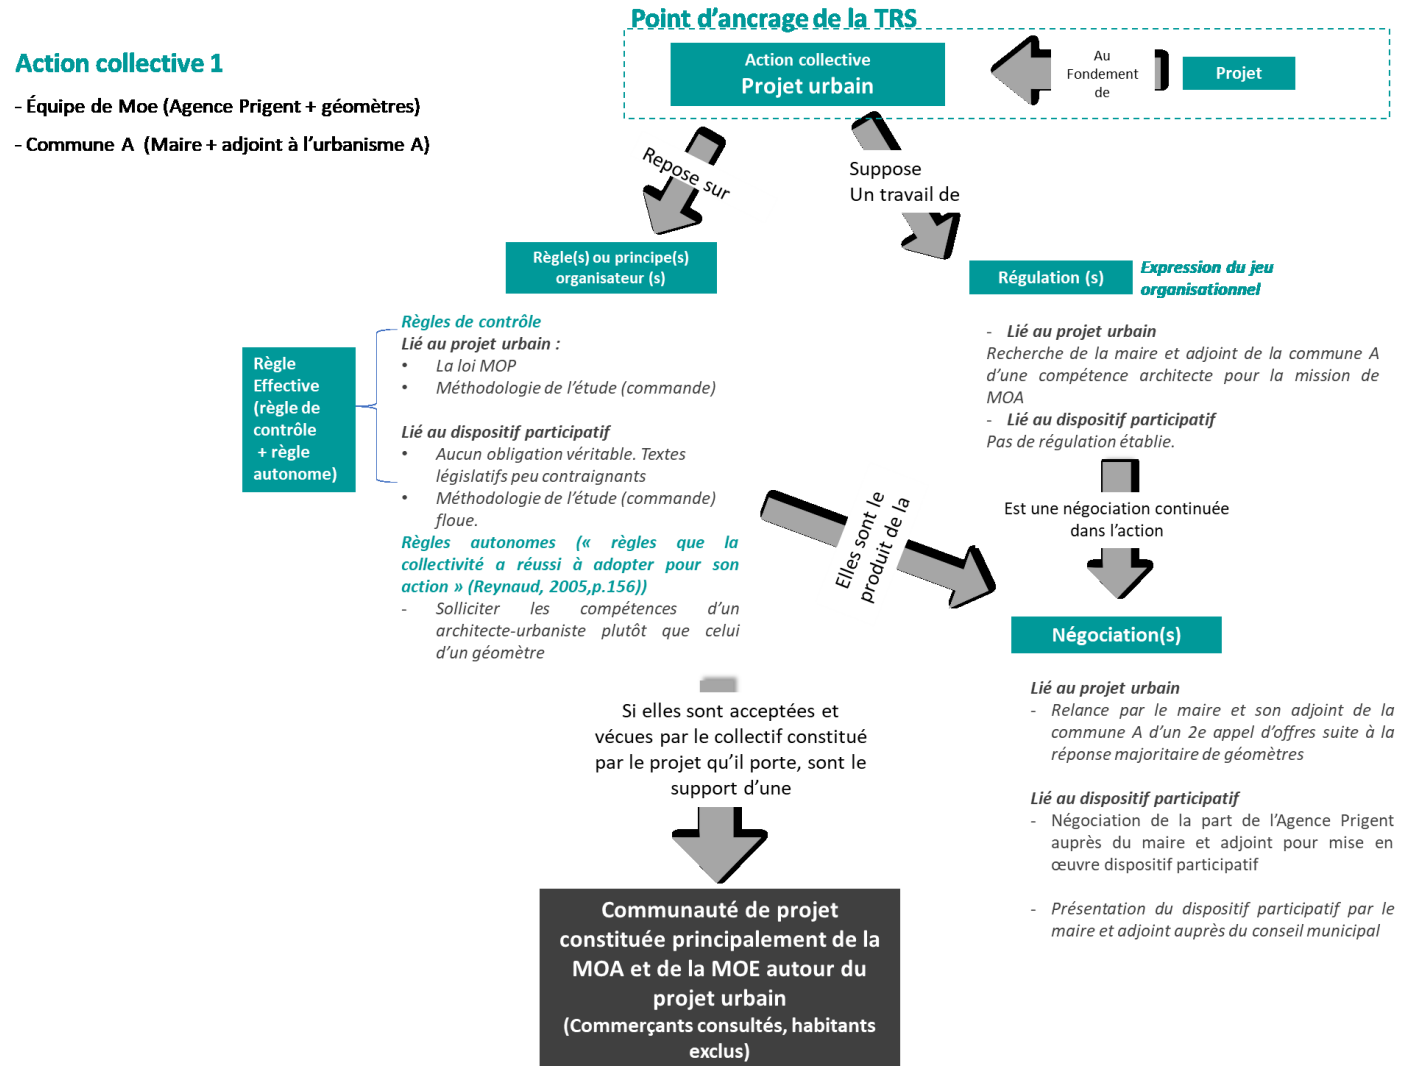 Point d'ancrage de la TRS
Action collective 1
- Équipe de Moe (Agence Prigent + géomètres)
- Commune A (Maire + adjoint à l'urbanisme A)
Action collective
Projet urbain
Au
Fondement
de
Projet
Repose sur
Suppose
Un travail de
Règle(s) ou principe(s)
organisateur (s)
Régulation (s)
Expression du jeu
organisationnel
Règle
Effective
(règle de
contrôle
+ règle
autonome)
Règles de contrôle
Lié au projet urbain :
• La loi MOP
• Méthodologie de l'étude (commande)
Lié au dispositif participatif
• Aucun obligation véritable. Textes
législatifs peu contraignants
• Méthodologie de l'étude (commande)
floue.
Règles autonomes (« règles que la
collectivité a réussi à adopter pour son
action » (Reynaud, 2005,p.156))
- Solliciter les compétences d'un
architecte-urbaniste plutôt que celui
d'un géomètre
- Lié au projet urbain
Recherche de la maire et adjoint de la commune A
d'une compétence architecte pour la mission de
MOA
- Lié au dispositif participatif
Pas de régulation établie.
Est une négociation continuée
dans l'action
Elles sont le
produit de la
Négociation(s)
Lié au projet urbain
- Relance par le maire et son adjoint de la
commune A d'un 2e appel d'offres suite à la
réponse majoritaire de géomètres
Lié au dispositif participatif
- Négociation de la part de l'Agence Prigent
auprès du maire et adjoint pour mise en
œuvre dispositif participatif
- Présentation du dispositif participatif par le
maire et adjoint auprès du conseil municipal
Si elles sont acceptées et
vécues par le collectif constitué
par le projet qu'il porte, sont le
support d'une
Communauté de projet
constituée principalement de la
MOA et de la MOE autour du
projet urbain
(Commerçants consultés, habitants
exclus)